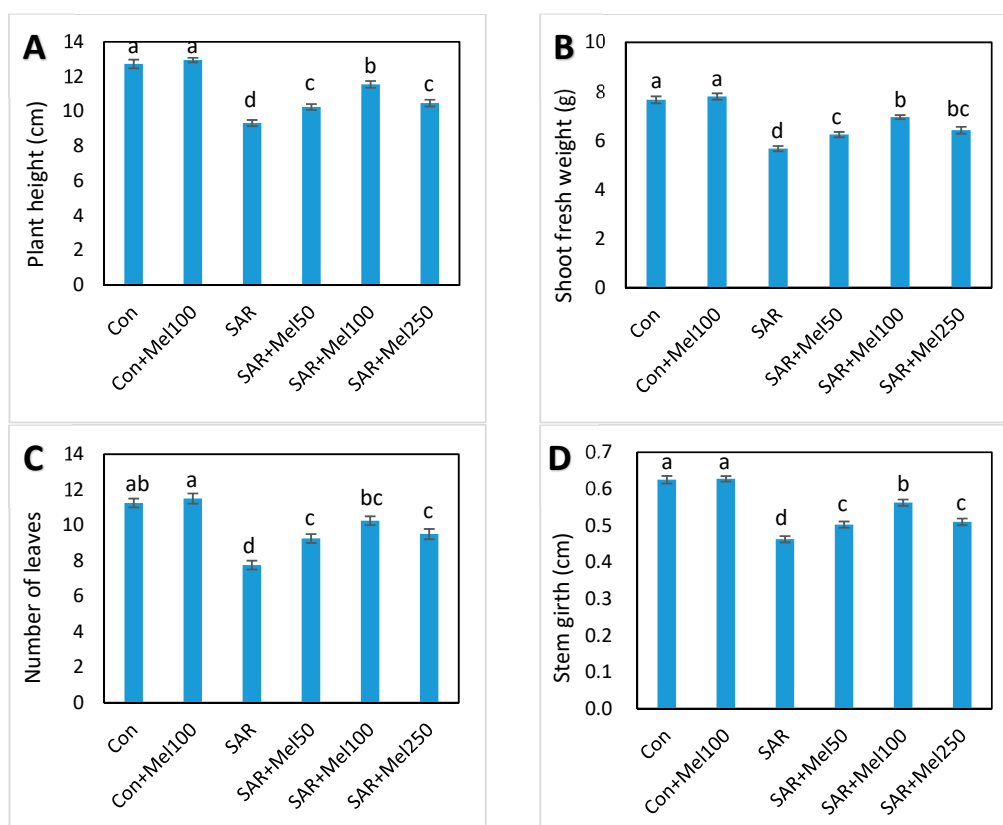 A
Plant height (cm)
14
12
10
8
6
4
2
0
a a d c b c
Con Con+Mel100 SAR SAR+Mel50 SAR+Mel100 SAR+Mel250
B
Shoot fresh weight (g)
10
8
6
4
2
0
a a d c b bc
Con Con+Mel100 SAR SAR+Mel50 SAR+Mel100 SAR+Mel250
C
Number of leaves
14
12
10
8
6
4
2
0
ab a d c bc c
Con Con+Mel100 SAR SAR+Mel50 SAR+Mel100 SAR+Mel250
D
Stem girth (cm)
0.7
0.6
0.5
0.4
0.3
0.2
0.1
0.0
a a d c b c
Con Con+Mel100 SAR SAR+Mel50 SAR+Mel100 SAR+Mel250